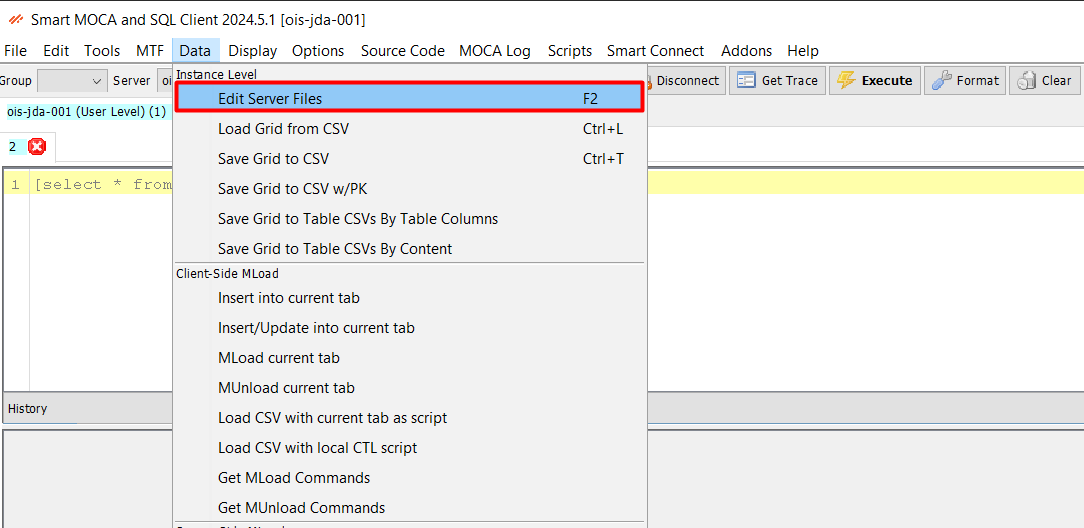 Smart MOCA and SQL Client 2024.5.1 [ois-jda-001]
File Edit Tools MTF Data Display Options Source Code MOCA Log Scripts Smart Connect Addons Help
Group Server oi Disconnect Get Trace Execute Format Clear
Instance Level
Edit Server Files F2
ois-jda-001 (User Level) (1)
Load Grid from CSV Ctrl+L
2
Save Grid to CSV Ctrl+T
1 [select * from
Save Grid to CSV w/PK
Save Grid to Table CSVs By Table Columns
Save Grid to Table CSVs By Content
Client-Side MLoad
Insert into current tab
Insert/Update into current tab
MLoad current tab
MUnload current tab
History
Load CSV with current tab as script
Load CSV with local CTL script
Get MLoad Commands
Get MUnload Commands